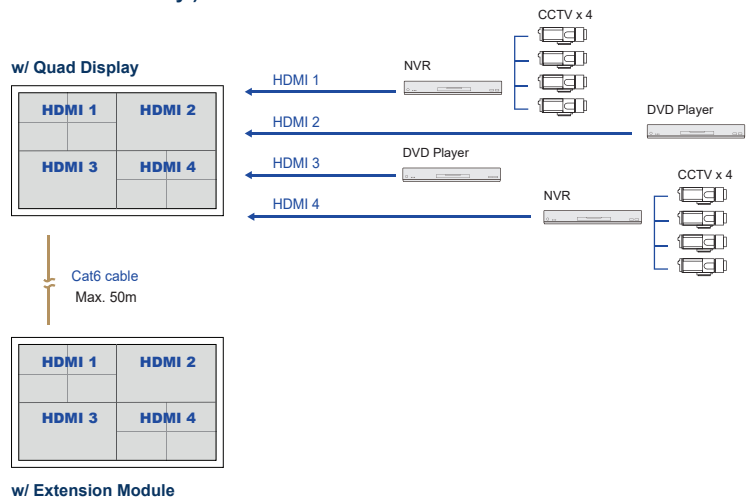 CCTV x 4
w/ Quad Display
NVR
HDMI 1
HDMI 1
HDMI 2
HDMI 2
DVD Player
HDMI 3
HDMI 4
HDMI 3
DVD Player
CCTV x 4
HDMI 4
NVR
Cat6 cable
Max. 50m
HDMI 1
HDMI 2
HDMI 3
HDMI 4
w/ Extension Module